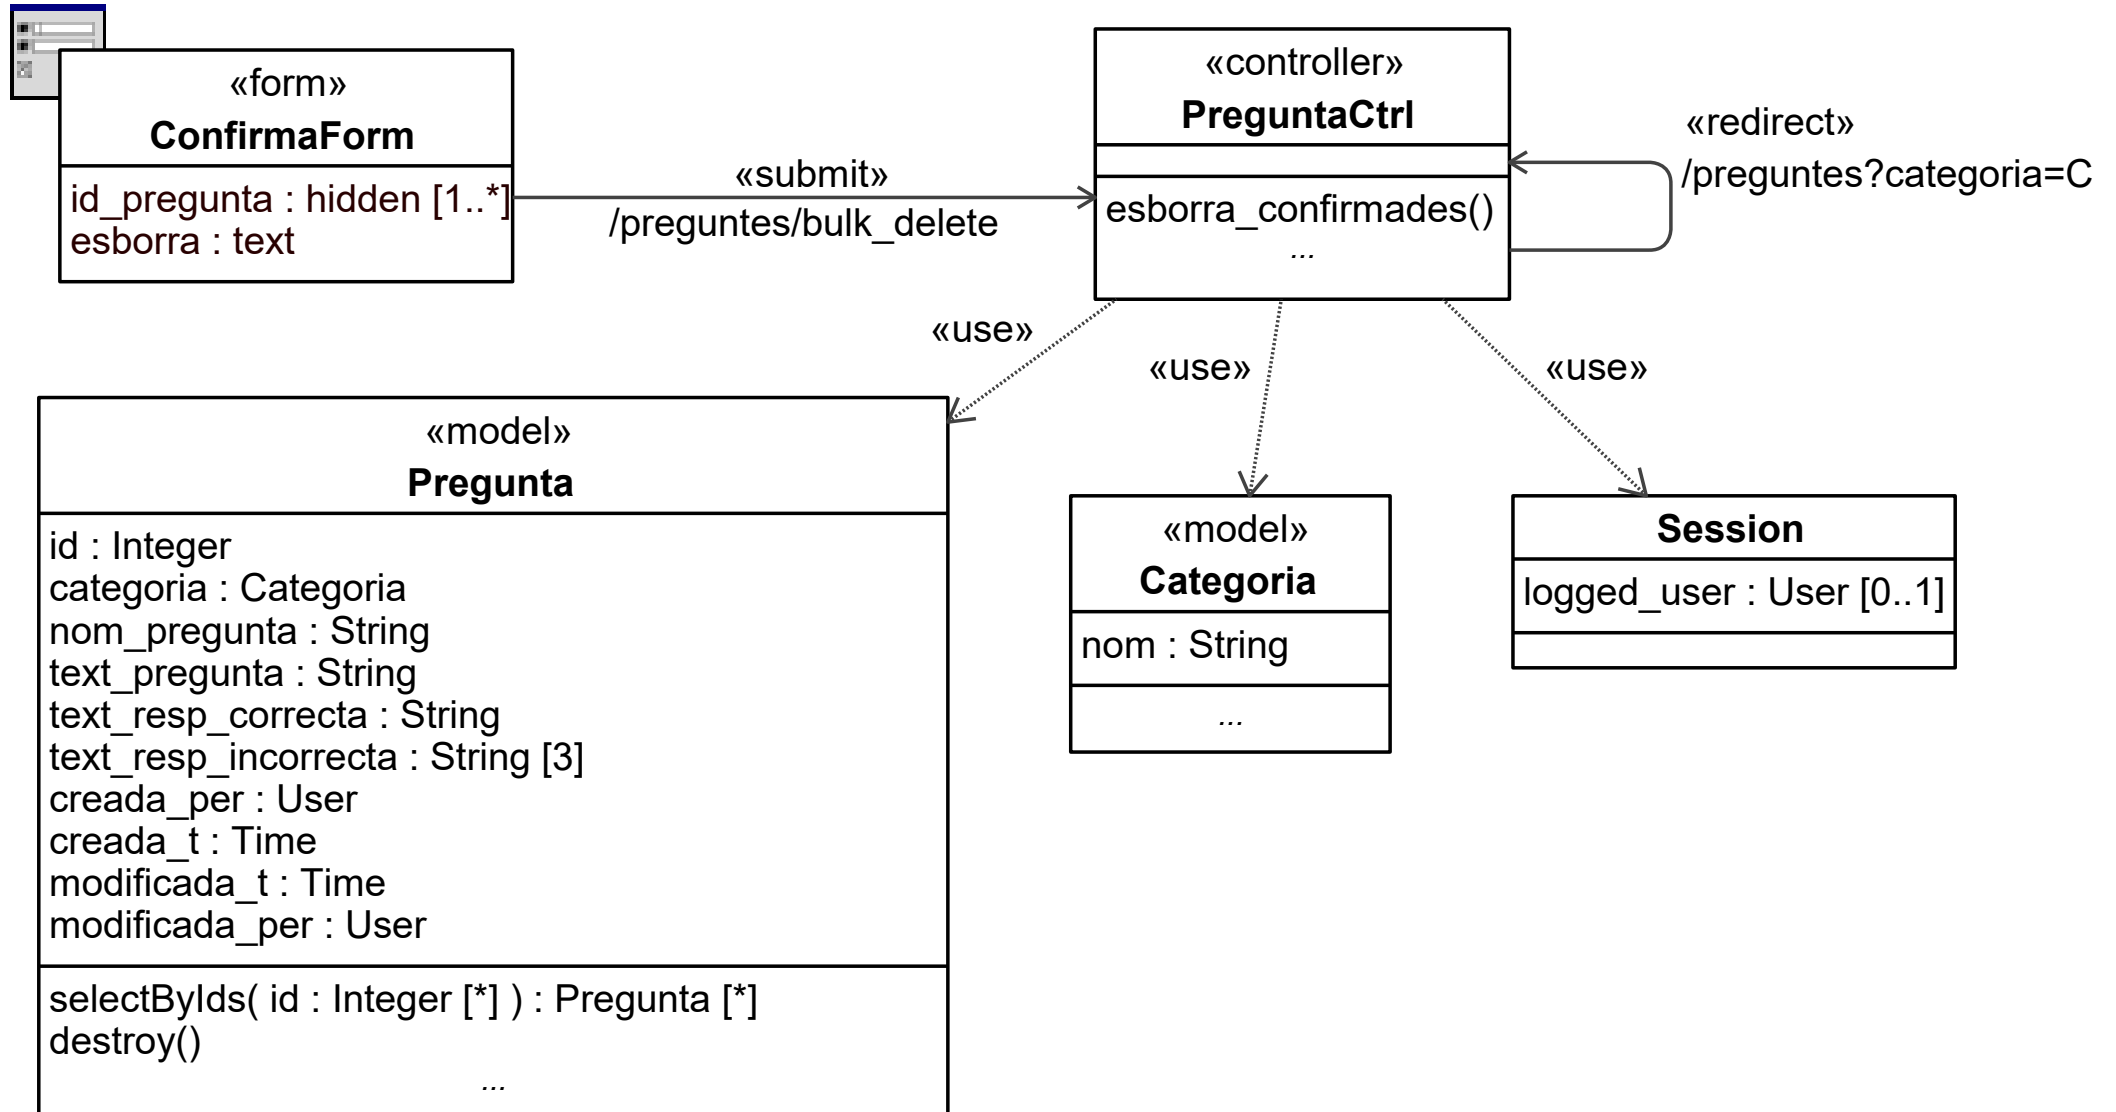 «form»
ConfirmaForm
id_pregunta : hidden [1..*]
esborra : text
«submit»
/preguntes/bulk_delete
«controller»
PreguntaCtrl
esborra_confirmades()
...
«redirect»
/preguntes?categoria=C
«use»
«use»
«use»
«model»
Pregunta
id : Integer
categoria : Categoria
nom_pregunta : String
text_pregunta : String
text_resp_correcta : String
text_resp_incorrecta : String [3]
creada_per : User
creada_t : Time
modificada_t : Time
modificada_per : User
selectByIds( id : Integer [*] ) : Pregunta [*]
destroy()
...
«model»
Categoria
nom : String
...
Session
logged_user : User [0..1]